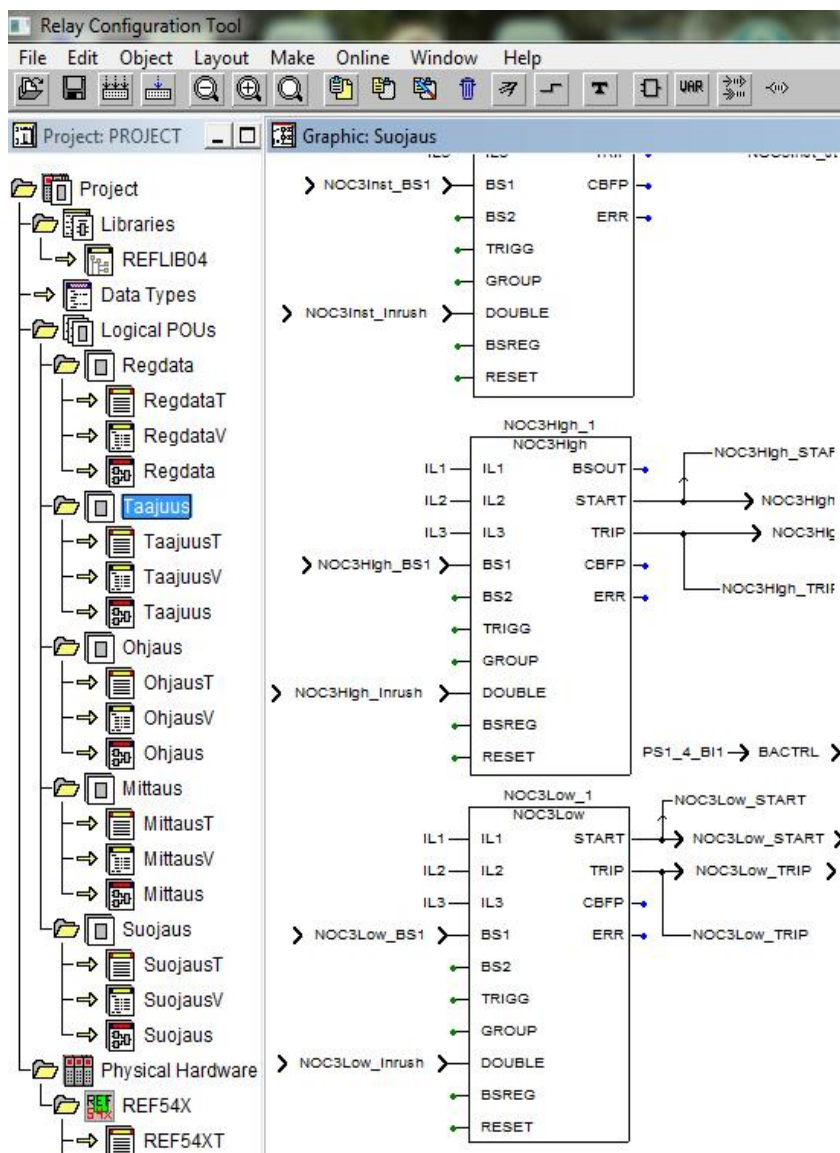 Relay Configuration Tool
File Edit Object Layout Make Online Window Help
VAR
Project: PROJECT
Project
Libraries
REFLIB04
Data Types
Logical POUs
Regdata
RegdataT
RegdataV
Regdata
Taajuus
TaajuusT
TaajuusV
Taajuus
Ohjaus
OhjausT
OhjausV
Ohjaus
Mittaus
MittausT
MittausV
Mittaus
Suojaus
SuojausT
SuojausV
Suojaus
Physical Hardware
REF54X
REF54XT
Graphic: Suojaus
NOC3Inst_BS1 BS1 CBFP
BS2 ERR
TRIGG
GROUP
NOC3Inst_Inrush DOUBLE
BSREG
RESET
NOC3High_1
NOC3High
NOC3High_STAR
IL1 IL1 BSOUT
IL2 IL2 START NOC3High
IL3 IL3 TRIP NOC3Hig
NOC3High_BS1 BS1 CBFP
NOC3High_TRIP
BS2 ERR
TRIGG
GROUP
NOC3High_Inrush DOUBLE
BSREG
RESET PS1_4_BI1 BACTRL
NOC3Low_1
NOC3Low_START
NOC3Low
IL1 IL1 START NOC3Low_START
IL2 IL2 TRIP NOC3Low_TRIP
IL3 IL3 CBFP
NOC3Low_BS1 BS1 ERR NOC3Low_TRIP
BS2
TRIGG
GROUP
NOC3Low_Inrush DOUBLE
BSREG
RESET